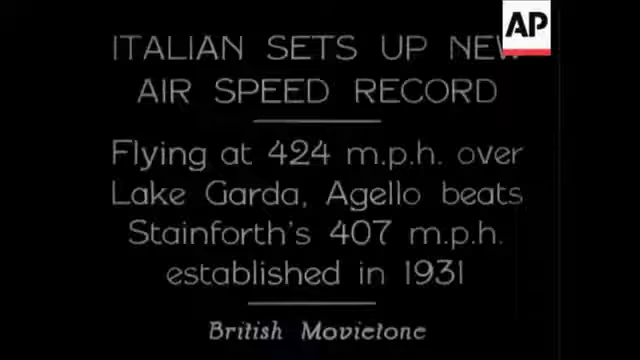 AP
ITALIAN SETS UP NEW
AIR SPEED RECORD
Flying at 424 m.p.h. over
Lake Garda, Agello beats
Stainforth's 407 m.p.h.
established in 1931
British Movietone